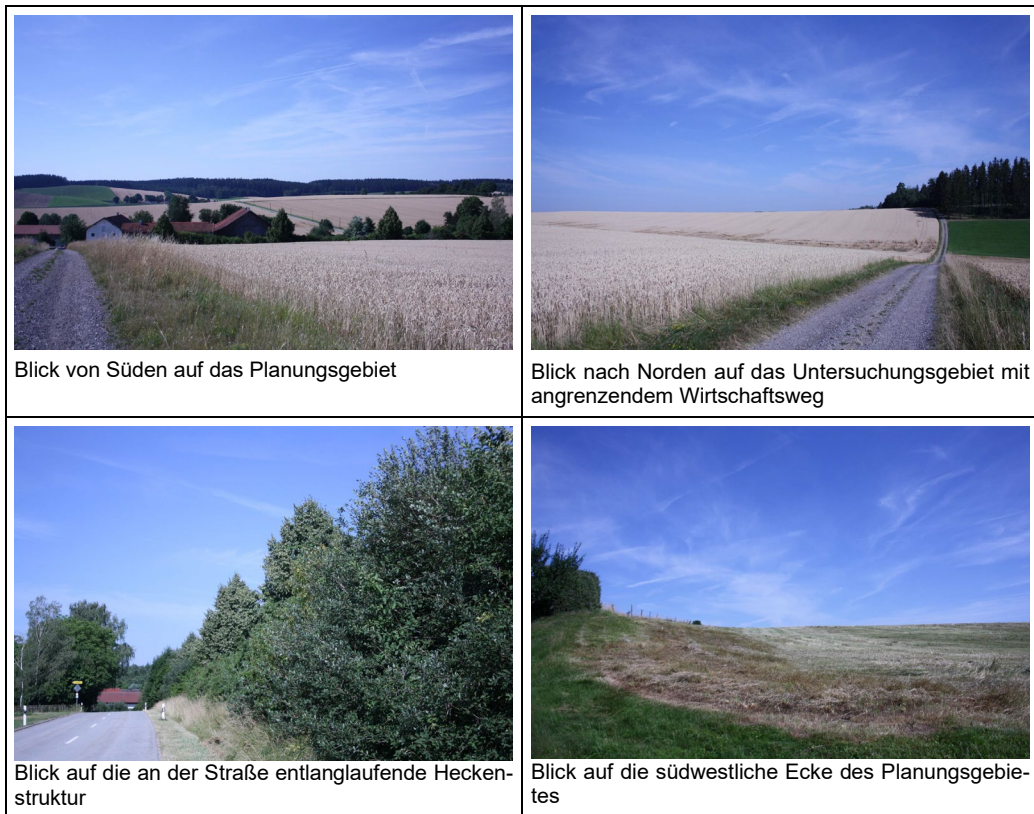 Blick von Süden auf das Planungsgebiet
Blick nach Norden auf das Untersuchungsgebiet mit
angrenzendem Wirtschaftsweg
Blick auf die an der Straße entlanglaufende Hecken-
struktur
Blick auf die südwestliche Ecke des Planungsgebie-
tes